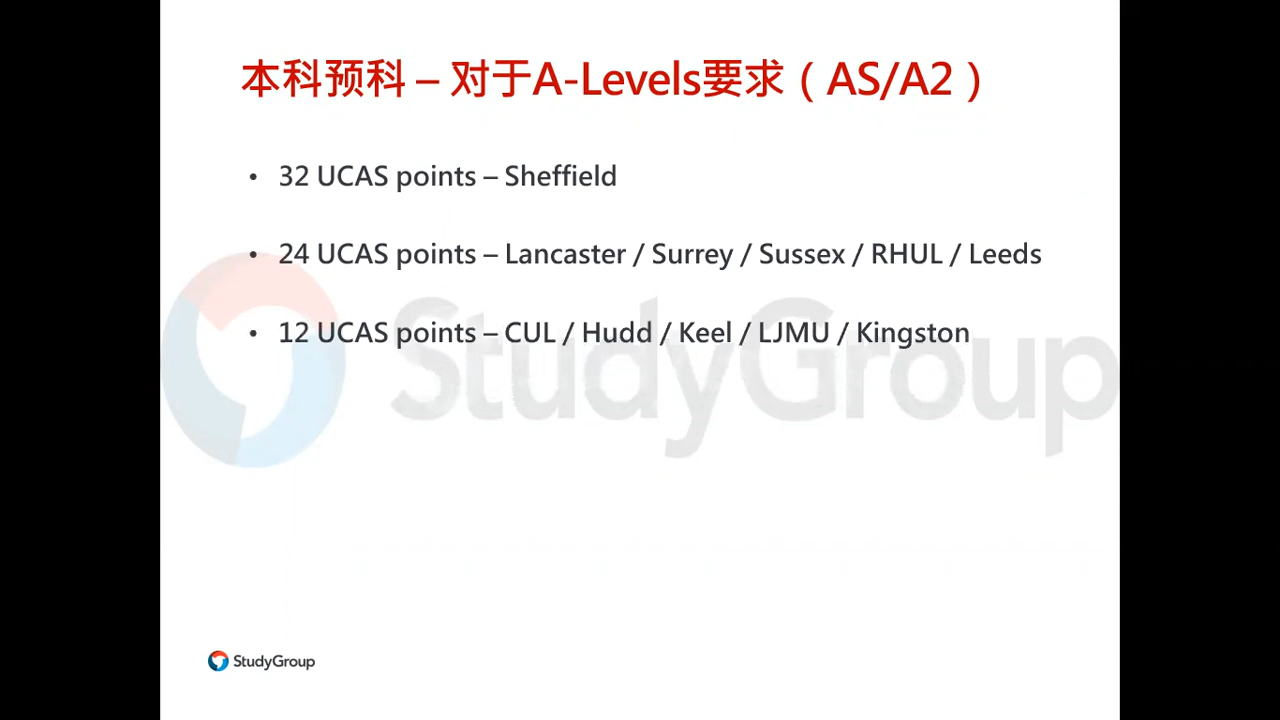 本科预科 – 对于A-Levels要求（AS/A2）
• 32 UCAS points – Sheffield
• 24 UCAS points – Lancaster / Surrey / Sussex / RHUL / Leeds
• 12 UCAS points – CUL / Hudd / Keel / LJMU / Kingston
StudyGroup
StudyGroup